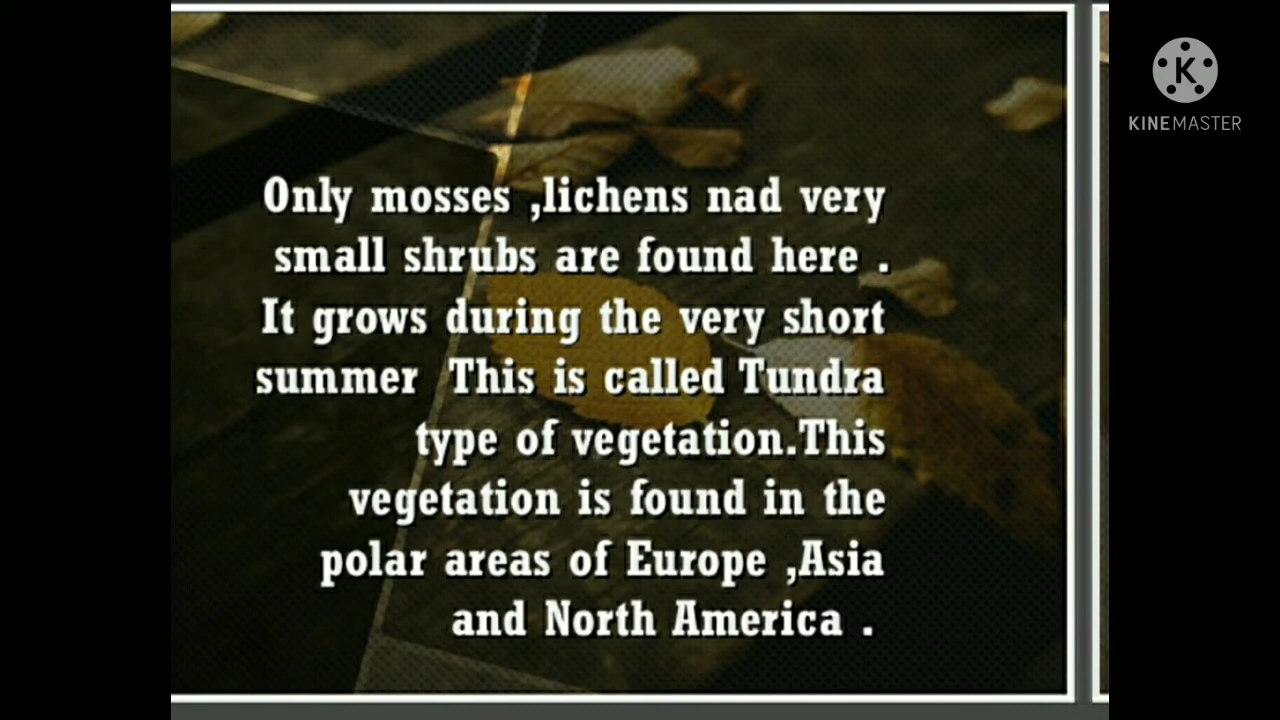 Only mosses ,lichens nad very
small shrubs are found here .
It grows during the very short
summer  This is called Tundra
type of vegetation.This
vegetation is found in the
polar areas of Europe ,Asia
and North America .
K
KINEMASTER